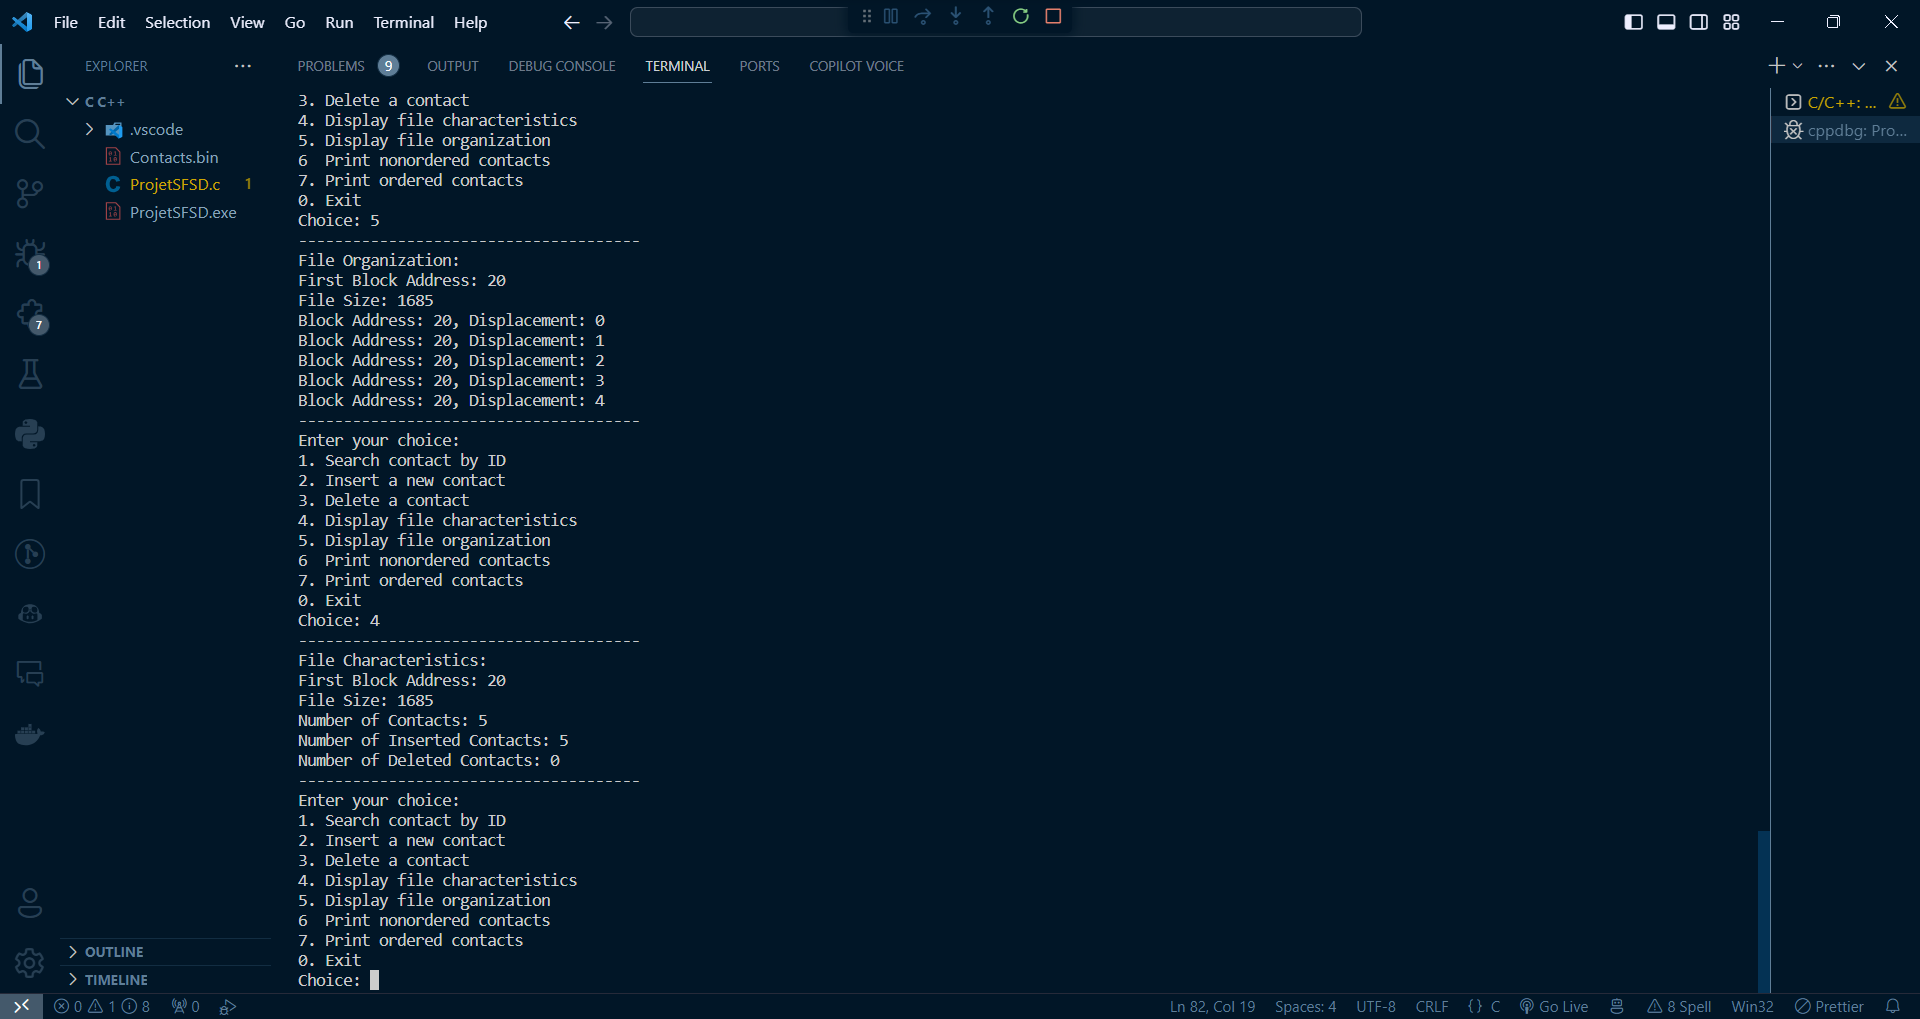 File Edit Selection View Go Run Terminal Help
EXPLORER
PROBLEMS 9 OUTPUT DEBUG CONSOLE TERMINAL PORTS COPILOT VOICE
C C++
.vscode
Contacts.bin
ProjetSFSD.c 1
ProjetSFSD.exe
1
7
OUTLINE
TIMELINE
3. Delete a contact
4. Display file characteristics
5. Display file organization
6  Print nonordered contacts
7. Print ordered contacts
0. Exit
Choice: 5
--------------------------------------
File Organization:
First Block Address: 20
File Size: 1685
Block Address: 20, Displacement: 0
Block Address: 20, Displacement: 1
Block Address: 20, Displacement: 2
Block Address: 20, Displacement: 3
Block Address: 20, Displacement: 4
--------------------------------------
Enter your choice:
1. Search contact by ID
2. Insert a new contact
3. Delete a contact
4. Display file characteristics
5. Display file organization
6  Print nonordered contacts
7. Print ordered contacts
0. Exit
Choice: 4
--------------------------------------
File Characteristics:
First Block Address: 20
File Size: 1685
Number of Contacts: 5
Number of Inserted Contacts: 5
Number of Deleted Contacts: 0
--------------------------------------
Enter your choice:
1. Search contact by ID
2. Insert a new contact
3. Delete a contact
4. Display file characteristics
5. Display file organization
6  Print nonordered contacts
7. Print ordered contacts
0. Exit
Choice:
C/C++: ...
cppdbg: Pro...
0 1 8 0 Ln 82, Col 19 Spaces: 4 UTF-8 CRLF {} C Go Live 8 Spell Win32 Prettier